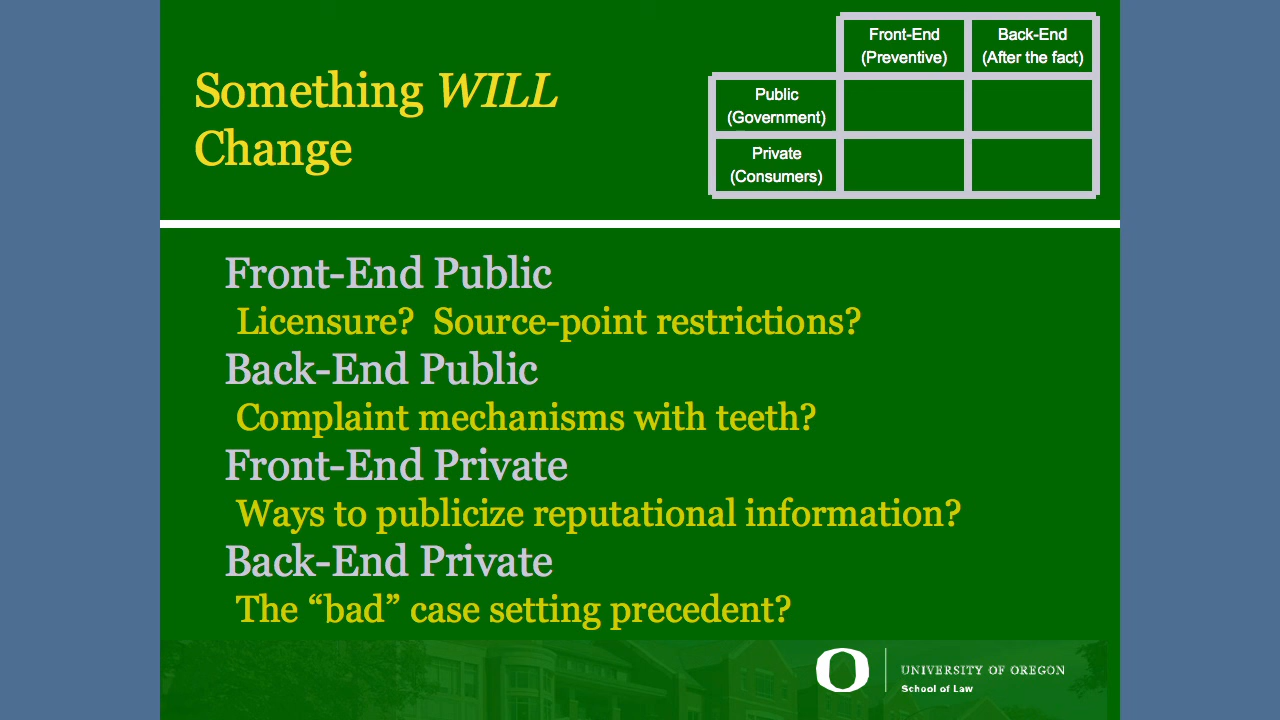 Something WILL
Change
Front-End
(Preventive)
Back-End
(After the fact)
Public
(Government)
Private
(Consumers)
Front-End Public
Licensure?  Source-point restrictions?
Back-End Public
Complaint mechanisms with teeth?
Front-End Private
Ways to publicize reputational information?
Back-End Private
The “bad” case setting precedent?
UNIVERSITY OF OREGON
School of Law